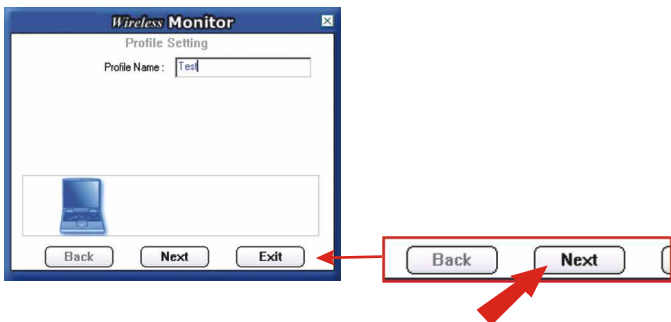 Wireless Monitor
Profile Setting
Profile Name : Test
Back Next Exit
Back Next